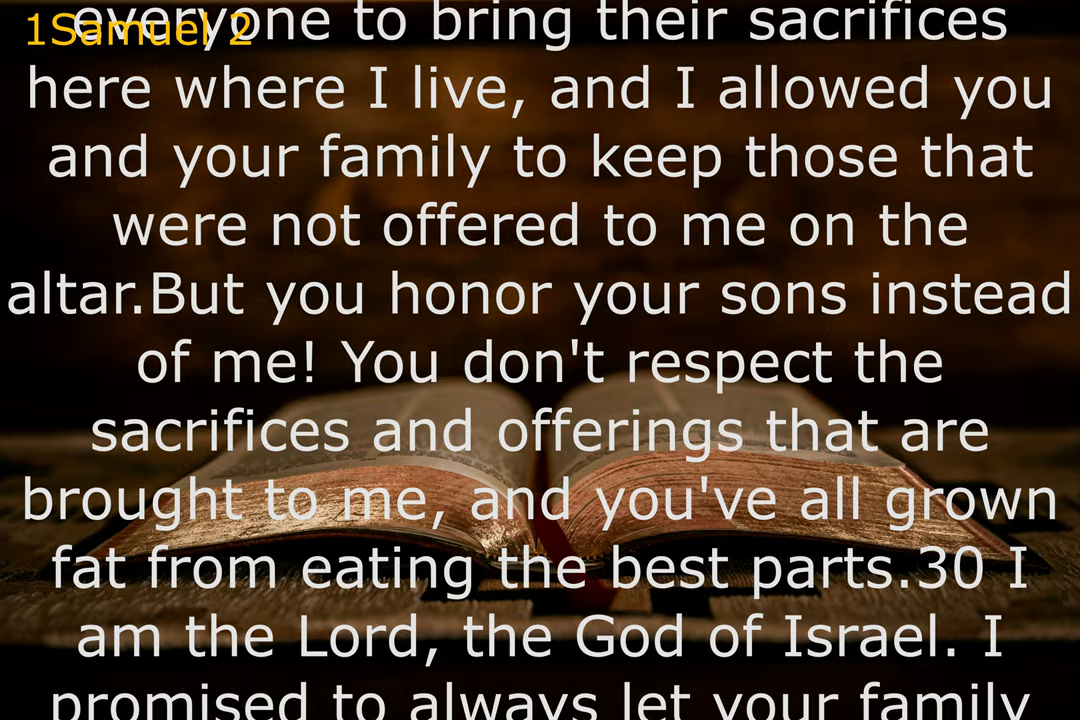 1Samuel 2
everyone to bring their sacrifices
here where I live, and I allowed you
and your family to keep those that
were not offered to me on the
altar.But you honor your sons instead
of me! You don't respect the
sacrifices and offerings that are
brought to me, and you've all grown
fat from eating the best parts.30 I
am the Lord, the God of Israel. I
promised to always let your family